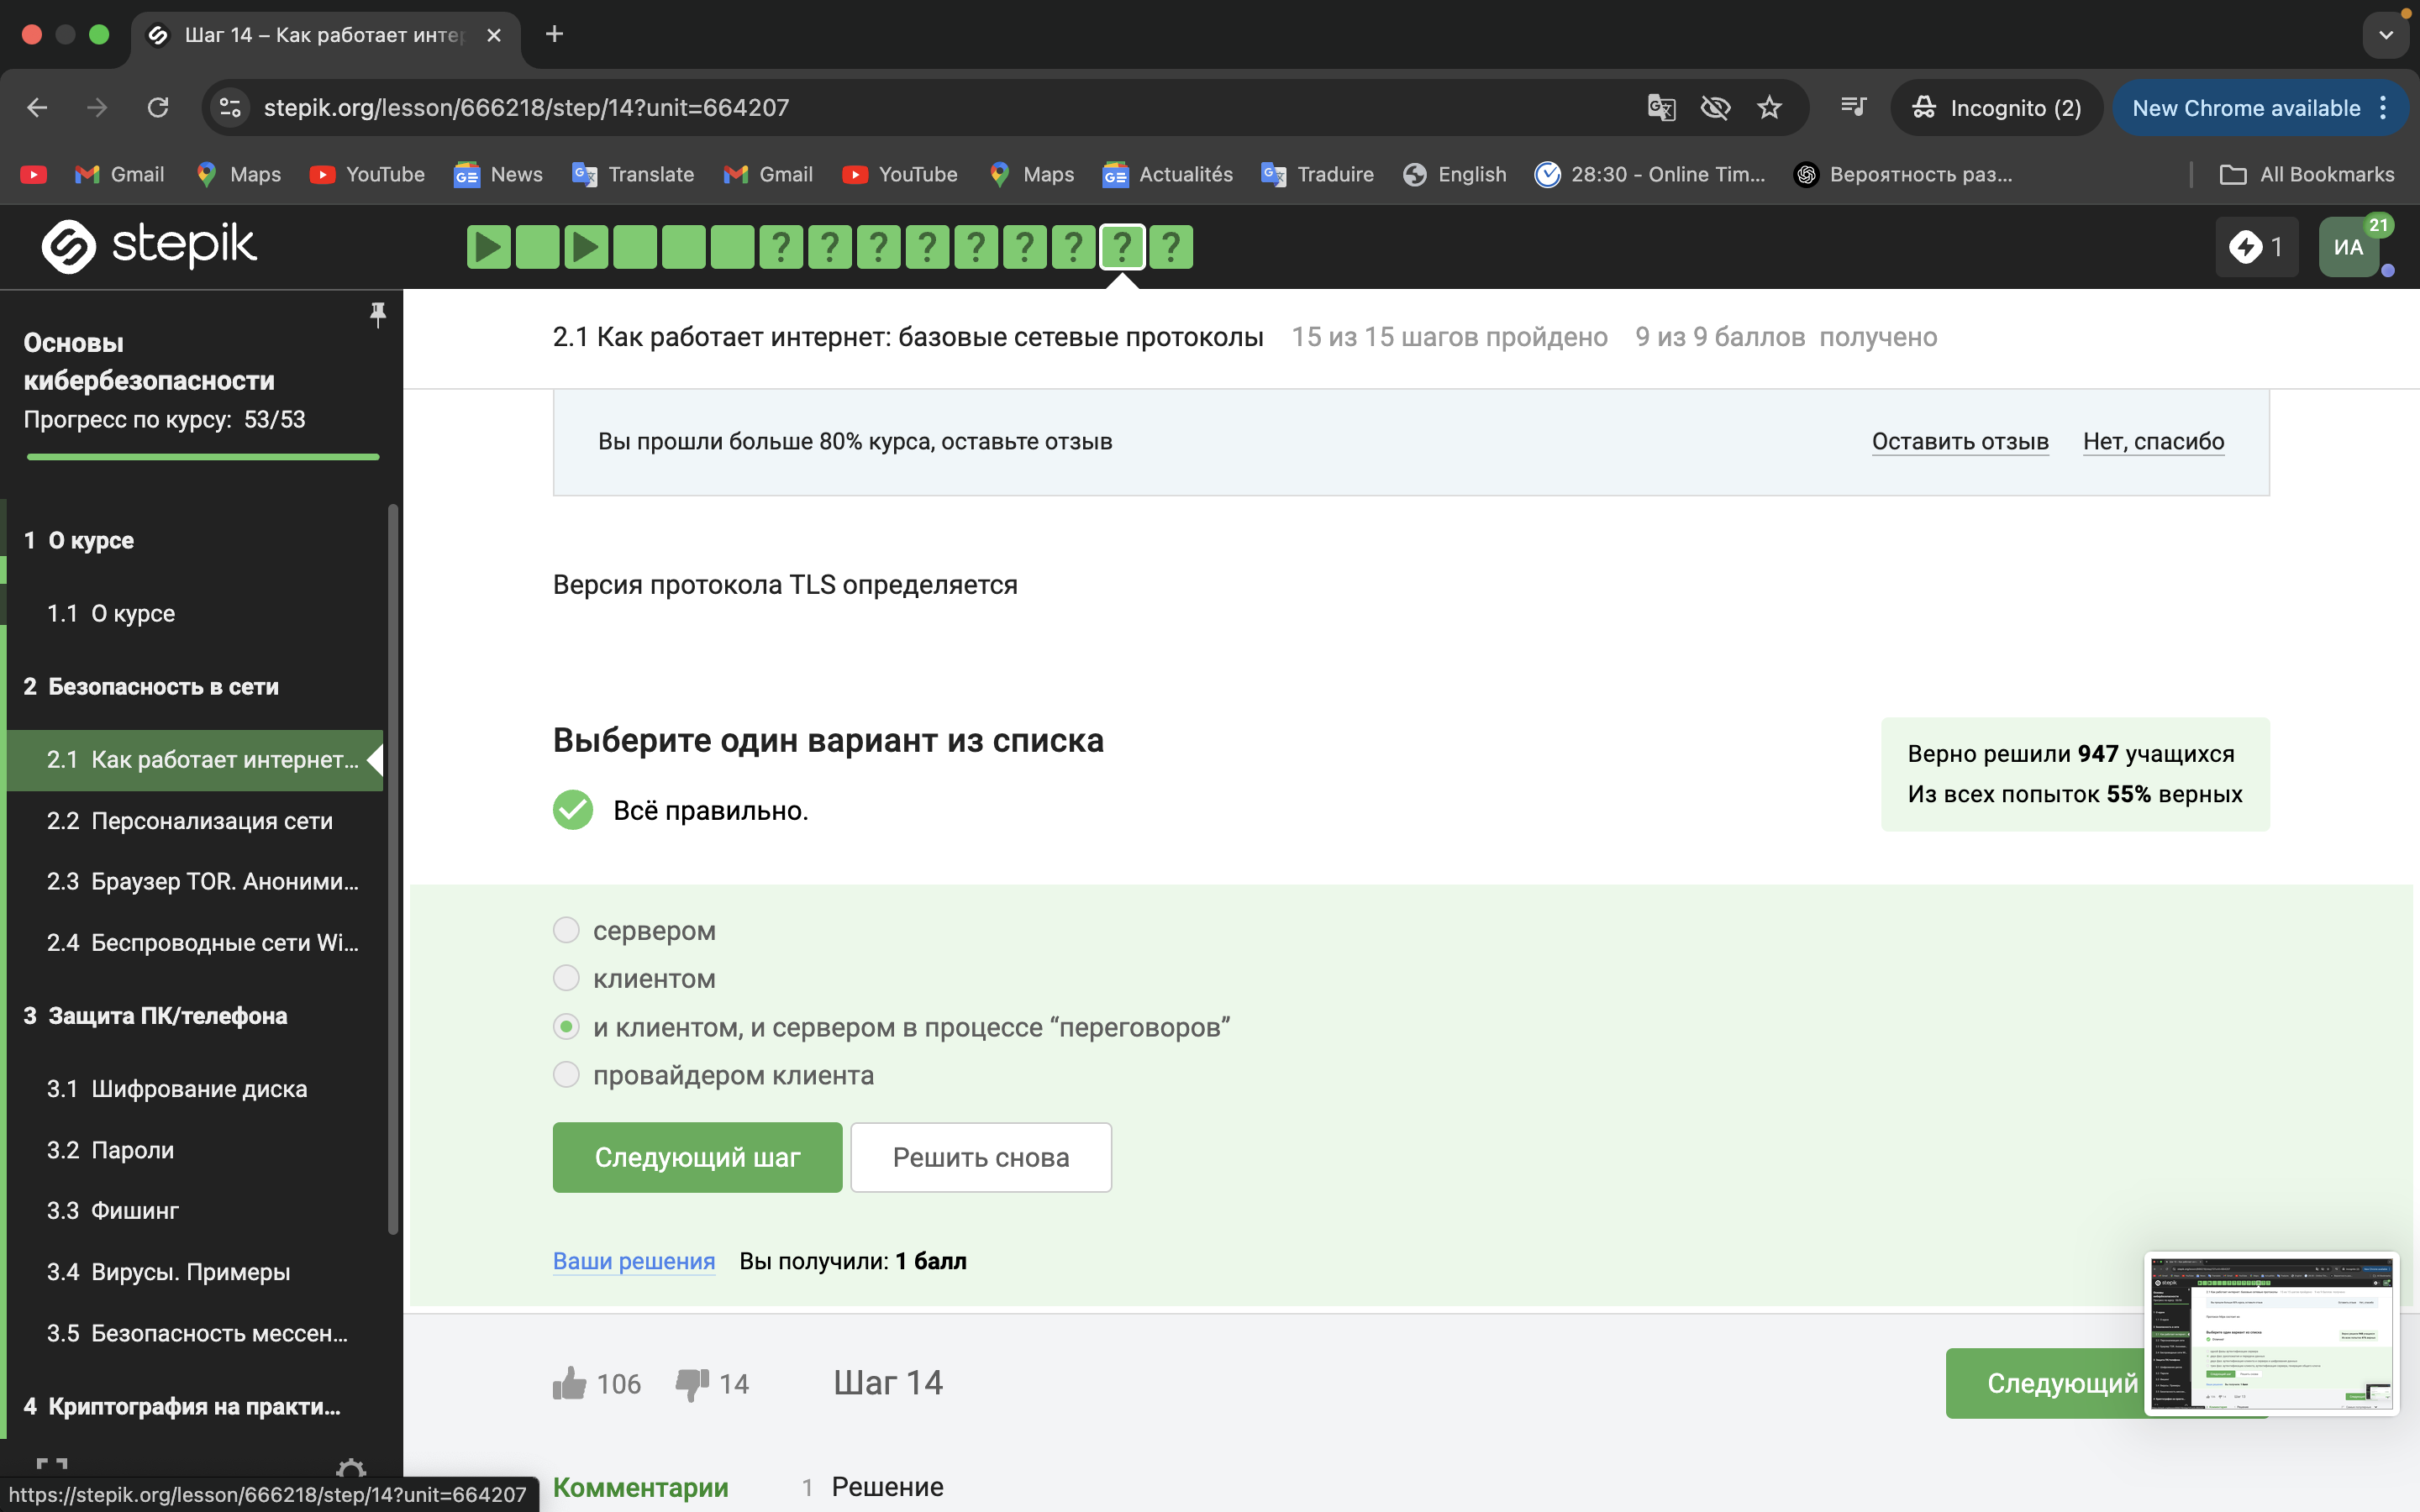 Шаг 14 – Как работает интер
stepik.org/lesson/666218/step/14?unit=664207
Incognito (2)
New Chrome available
Gmail
Maps
YouTube
News
Translate
Gmail
YouTube
Maps
Actualités
Traduire
English
28:30 - Online Tim...
Вероятность раз...
All Bookmarks
stepik
? ? ? ? ? ? ? ? ?
1
ИА
21
Основы
кибербезопасности
Прогресс по курсу: 53/53
1 О курсе
1.1 О курсе
2 Безопасность в сети
2.1 Как работает интернет...
2.2 Персонализация сети
2.3 Браузер TOR. Аноними...
2.4 Беспроводные сети Wi...
3 Защита ПК/телефона
3.1 Шифрование диска
3.2 Пароли
3.3 Фишинг
3.4 Вирусы. Примеры
3.5 Безопасность мессен...
4 Криптография на практи...
https://stepik.org/lesson/666218/step/14?unit=664207
2.1 Как работает интернет: базовые сетевые протоколы 15 из 15 шагов пройдено 9 из 9 баллов получено
Вы прошли больше 80% курса, оставьте отзыв
Оставить отзыв
Нет, спасибо
Версия протокола TLS определяется
Выберите один вариант из списка
Всё правильно.
Верно решили 947 учащихся
Из всех попыток 55% верных
сервером
клиентом
и клиентом, и сервером в процессе “переговоров”
провайдером клиента
Следующий шаг
Решить снова
Ваши решения
Вы получили: 1 балл
106
14
Шаг 14
Следующий
Комментарии
1 Решение